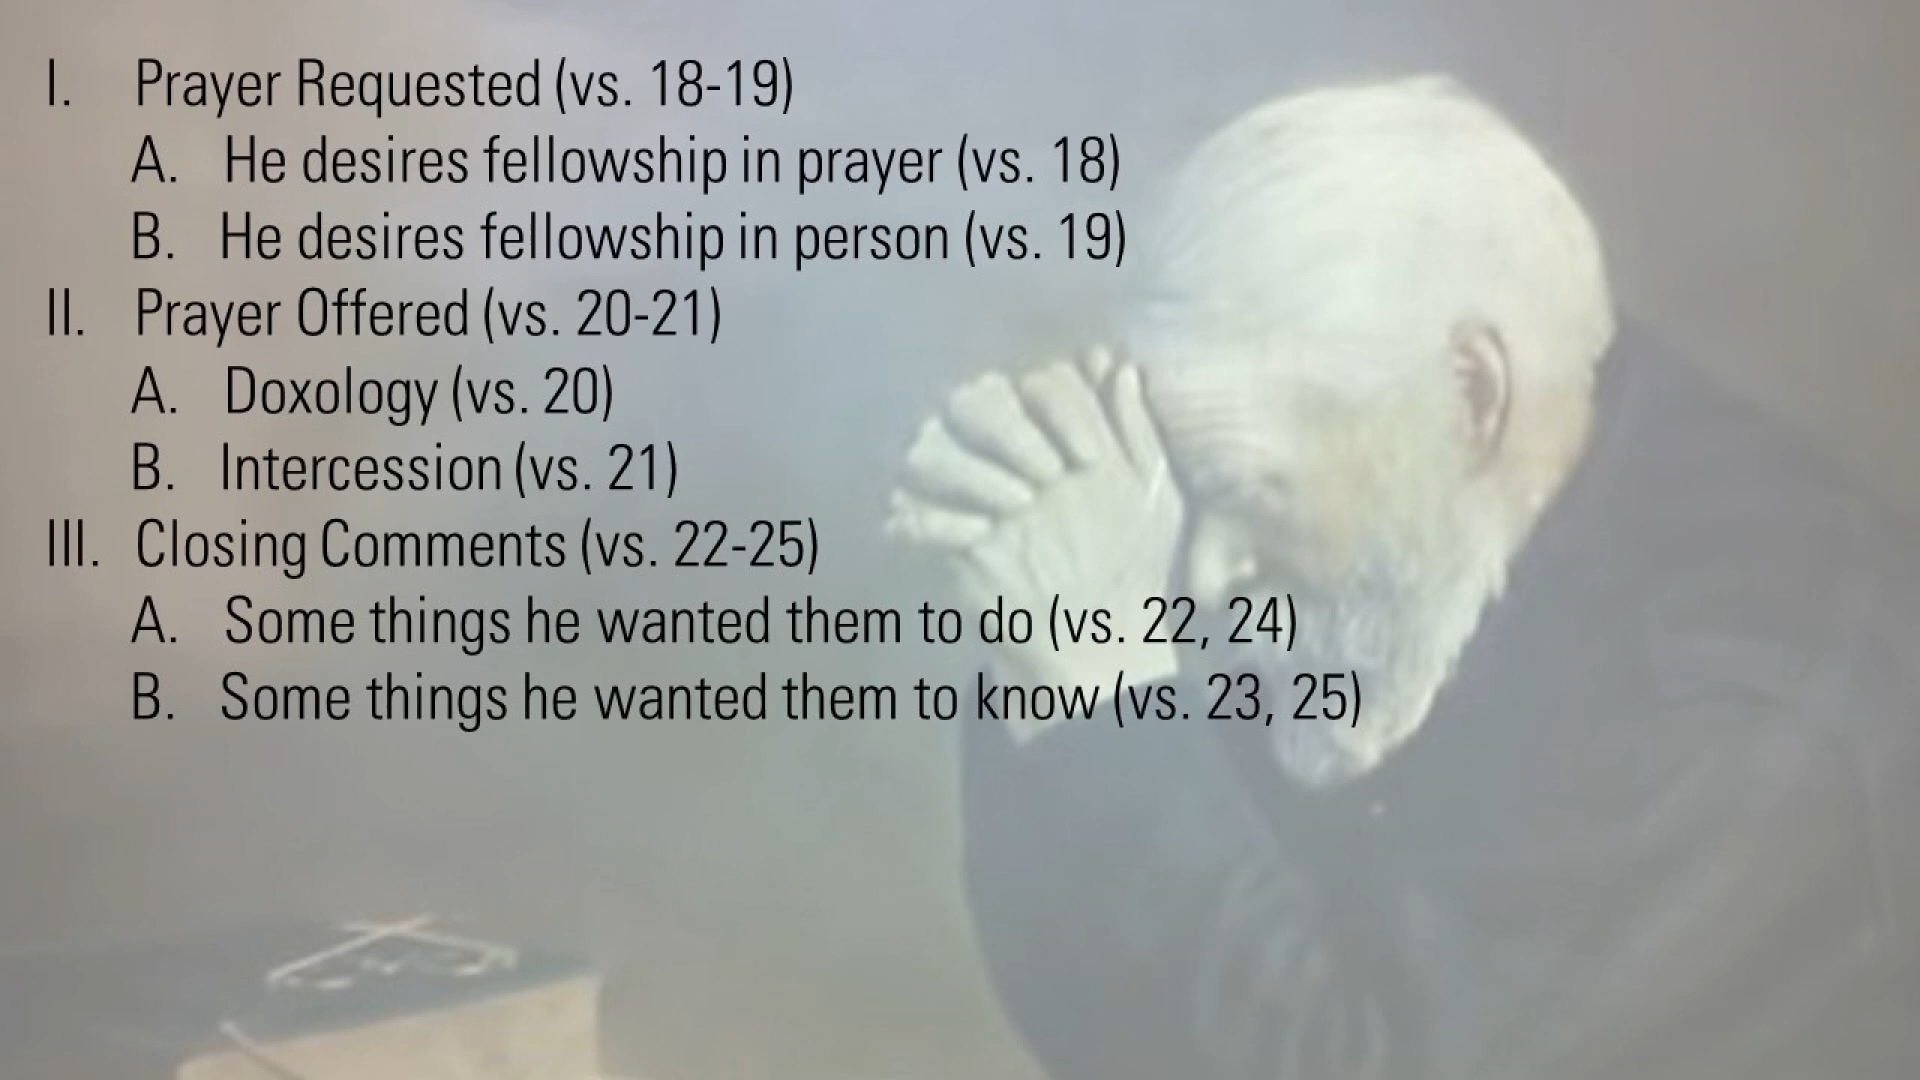 I. Prayer Requested (vs. 18-19)
A. He desires fellowship in prayer (vs. 18)
B. He desires fellowship in person (vs. 19)
II. Prayer Offered (vs. 20-21)
A. Doxology (vs. 20)
B. Intercession (vs. 21)
III. Closing Comments (vs. 22-25)
A. Some things he wanted them to do (vs. 22, 24)
B. Some things he wanted them to know (vs. 23, 25)